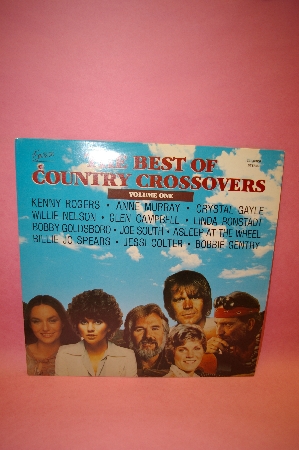 THE BEST OF
COUNTRY CROSSOVERS
VOLUME ONE
KENNY ROGERS • ANNE MURRAY • CRYSTAL GAYLE
WILLIE NELSON • GLEN CAMPBELL • LINDA RONSTADT
BOBBY GOLDSBORO • JOE SOUTH • ASLEEP AT THE WHEEL
BILLIE JO SPEARS • JESSI COLTER • BOBBIE GENTRY